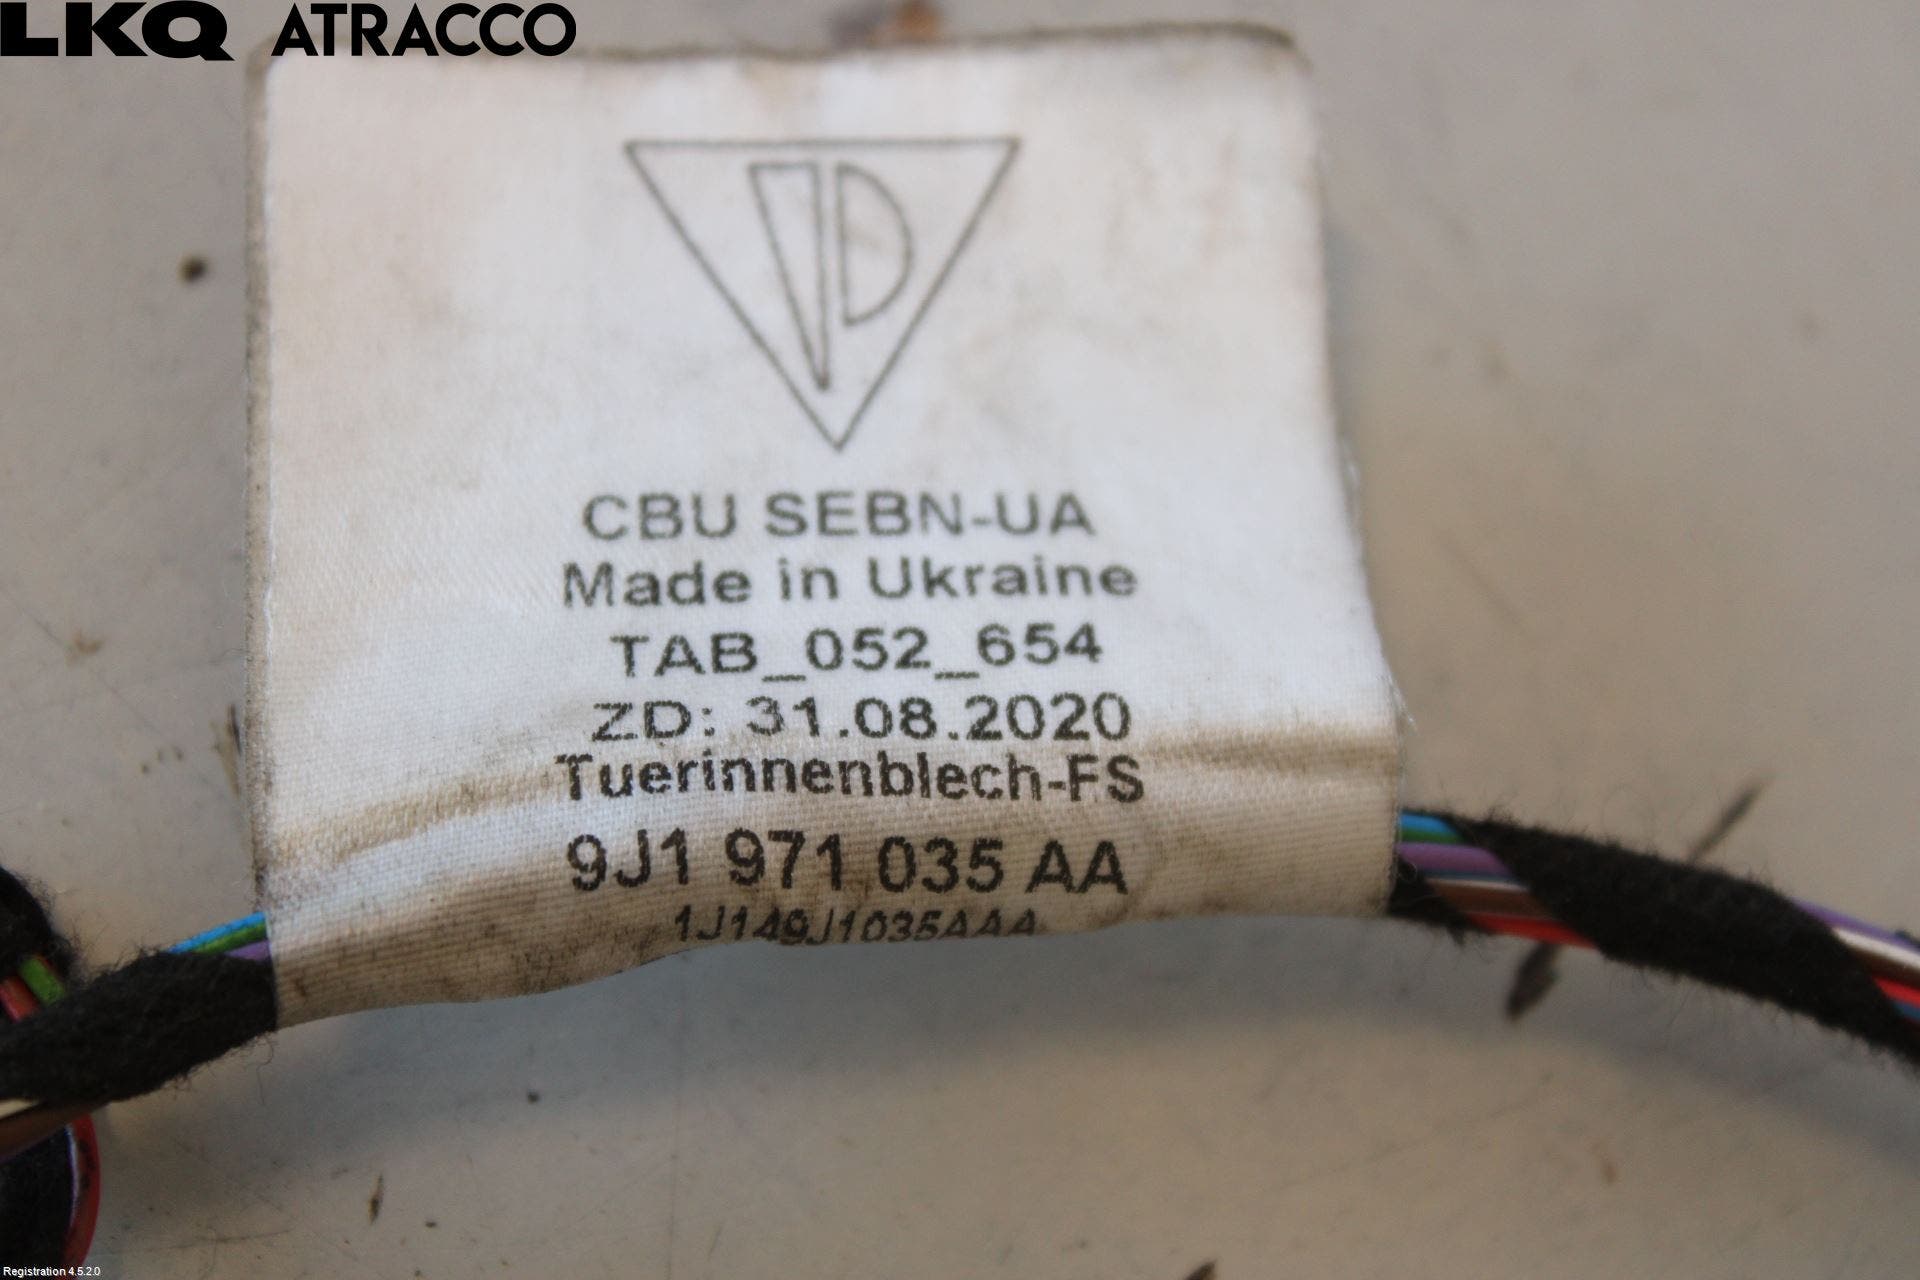 LKQ ATRACCO
CBU SEBN-UA
Made in Ukraine
TAB_052_654
ZD: 31.08.2020
Tuerinnenblech-FS
9J1 971 035 AA
1J149J1035AAA
Registration 4.5.2.0